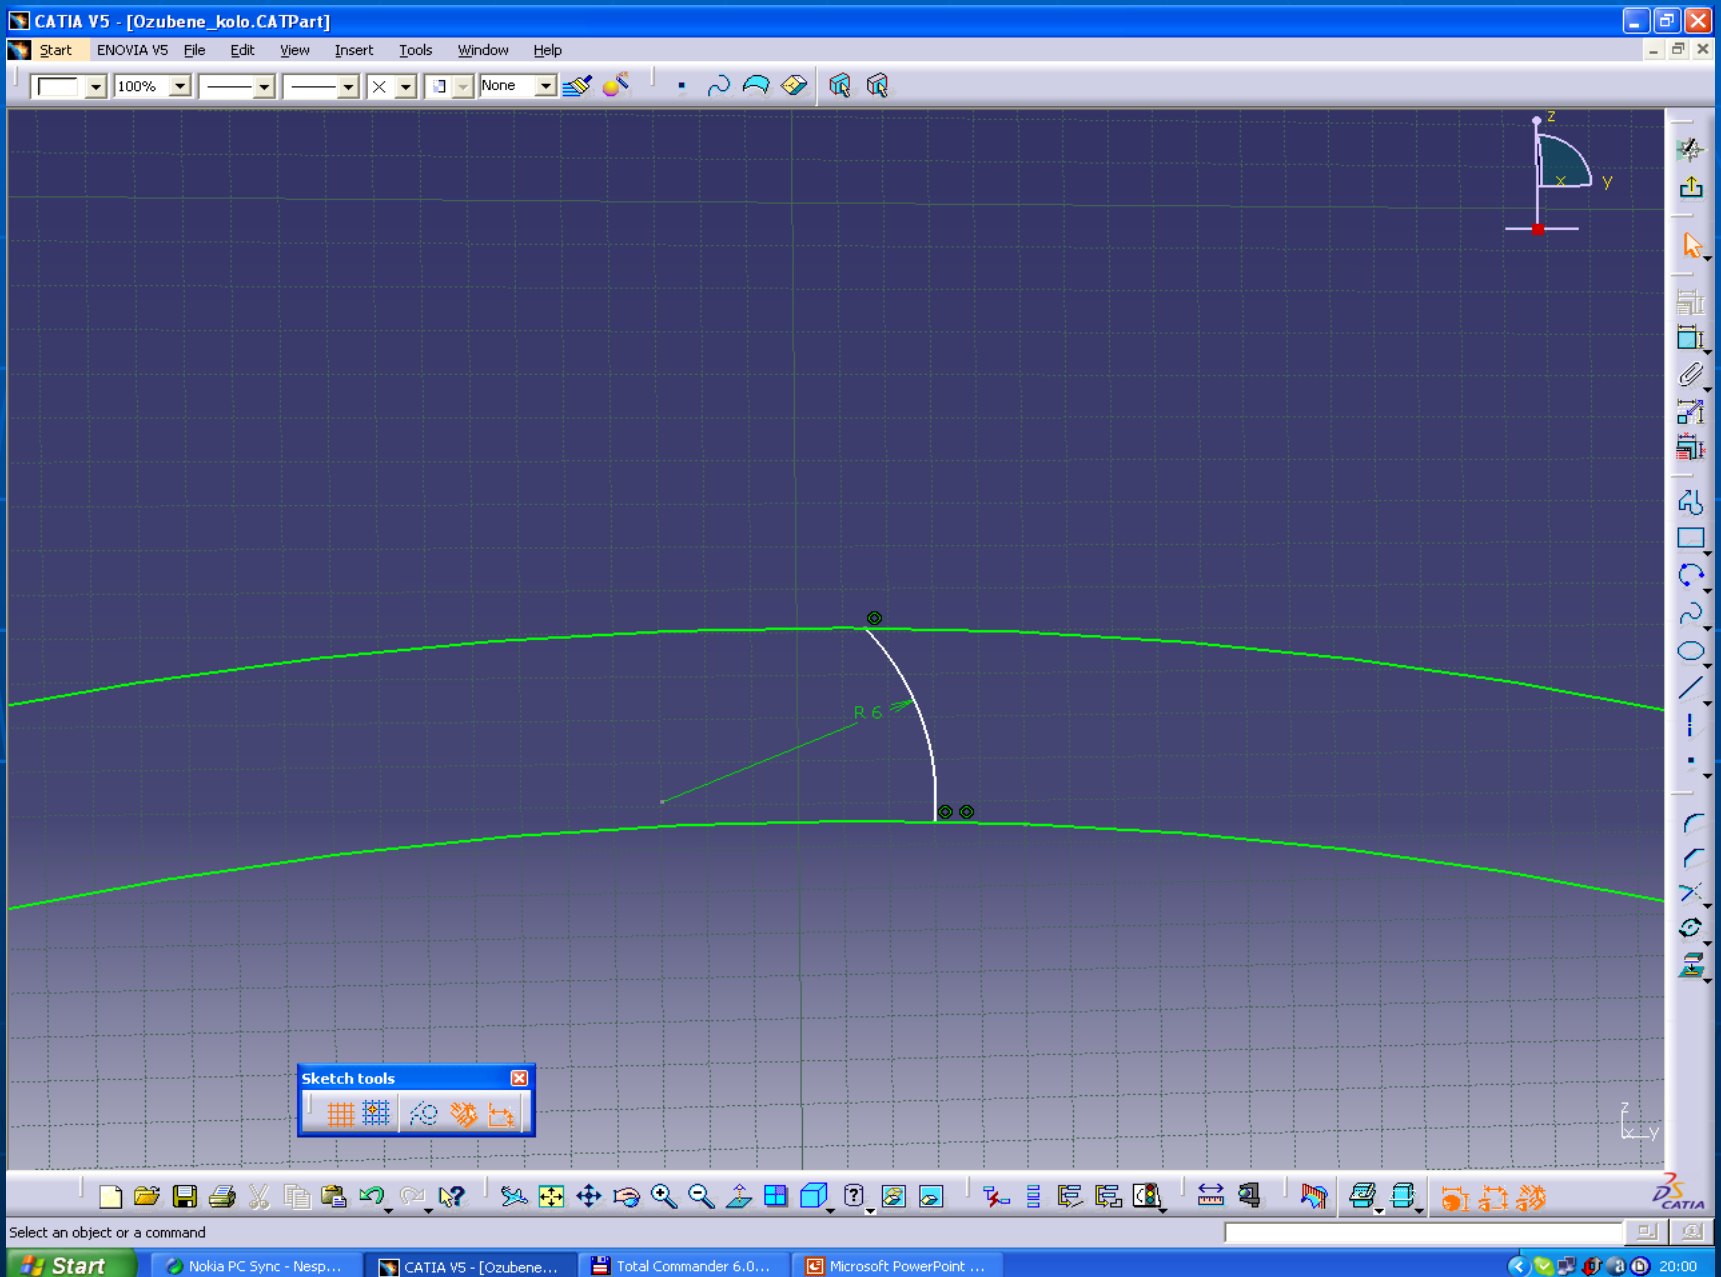 CATIA V5 - [Ozubene_kolo.CATPart]
Start ENOVIA V5 File Edit View Insert Tools Window Help
100% None
z
x y
R 6
Sketch tools
z
x y
CATIA
Select an object or a command
Start Nokia PC Sync - Nesp... CATIA V5 - [Ozubene... Total Commander 6.0... Microsoft PowerPoint ... 20:00